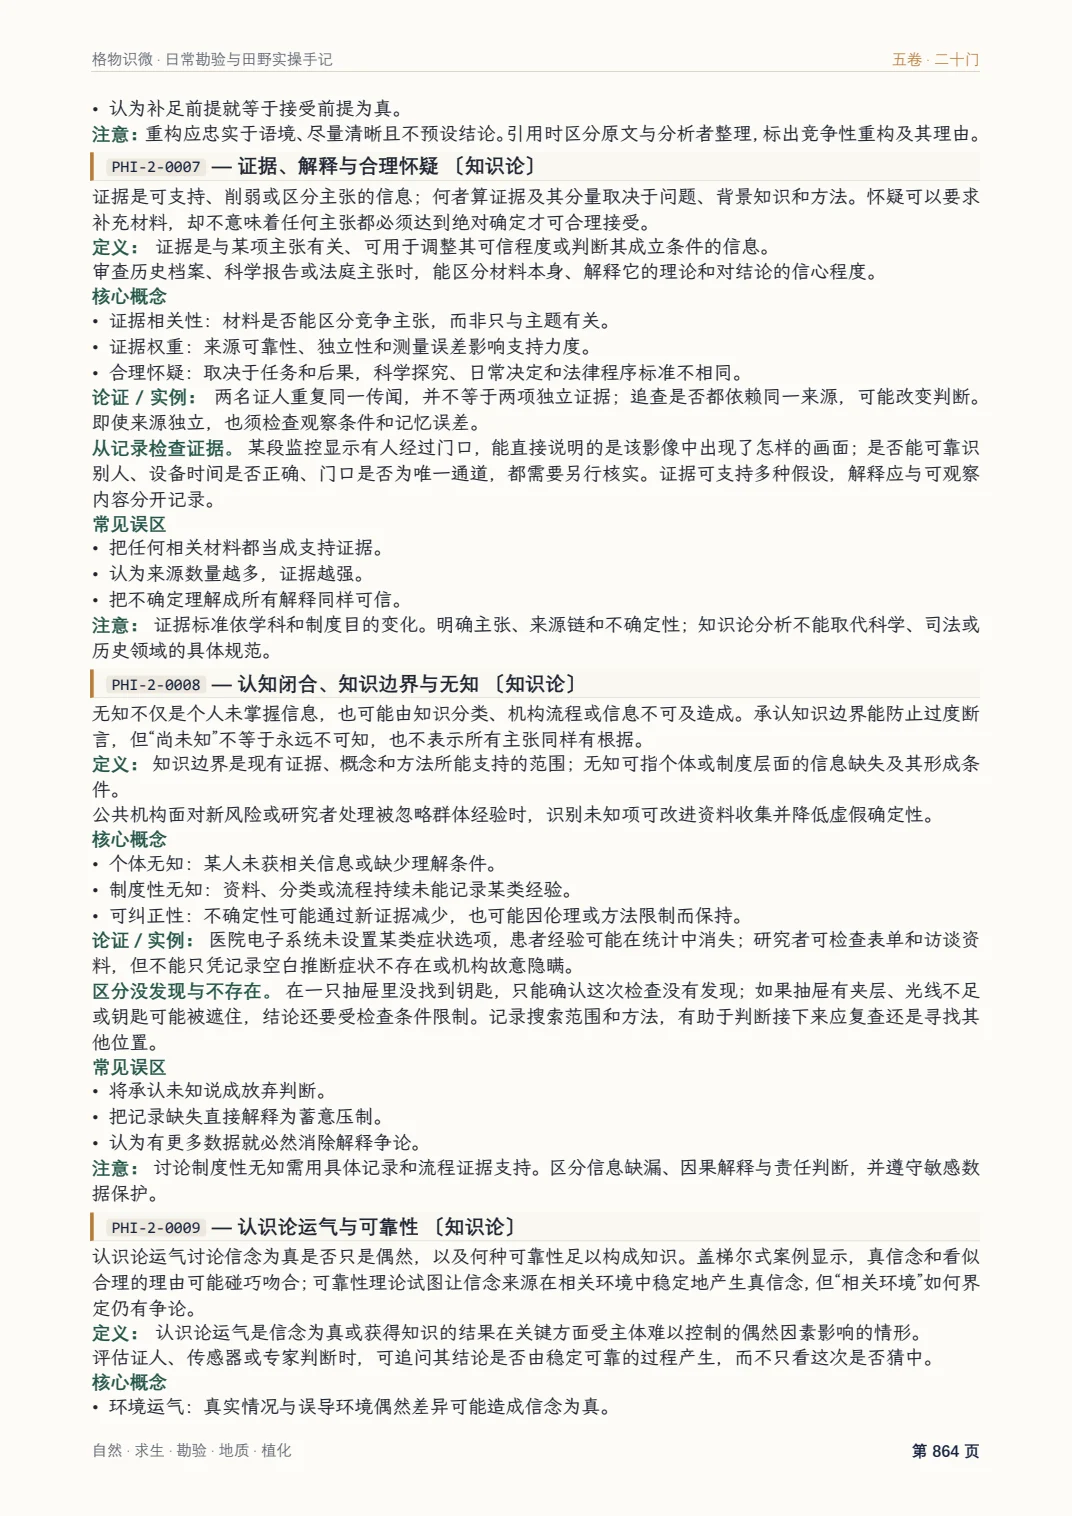 格物识微 · 日常勘验与田野实操手记
五卷 · 二十门
• 认为补足前提就等于接受前提为真。
注意：重构应忠实于语境、尽量清晰且不预设结论。引用时区分原文与分析者整理，标出竞争性重构及其理由。
PHI-2-0007 — 证据、解释与合理怀疑 〔知识论〕
证据是可支持、削弱或区分主张的信息；何者算证据及其分量取决于问题、背景知识和方法。怀疑可以要求
补充材料，却不意味着任何主张都必须达到绝对确定才可合理接受。
定义： 证据是与某项主张有关、可用于调整其可信程度或判断其成立条件的信息。
审查历史档案、科学报告或法庭主张时，能区分材料本身、解释它的理论和对结论的信心程度。
核心概念
• 证据相关性：材料是否能区分竞争主张，而非只与主题有关。
• 证据权重：来源可靠性、独立性和测量误差影响支持力度。
• 合理怀疑：取决于任务和后果，科学探究、日常决定和法律程序标准不相同。
论证 / 实例： 两名证人重复同一传闻，并不等于两项独立证据；追查是否都依赖同一来源，可能改变判断。
即使来源独立，也须检查观察条件和记忆误差。
从记录检查证据。 某段监控显示有人经过门口，能直接说明的是该影像中出现了怎样的画面；是否能可靠识
别人、设备时间是否正确、门口是否为唯一通道，都需要另行核实。证据可支持多种假设，解释应与可观察
内容分开记录。
常见误区
• 把任何相关材料都当成支持证据。
• 认为来源数量越多，证据越强。
• 把不确定理解成所有解释同样可信。
注意： 证据标准依学科和制度目的变化。明确主张、来源链和不确定性；知识论分析不能取代科学、司法或
历史领域的具体规范。
PHI-2-0008 — 认知闭合、知识边界与无知 〔知识论〕
无知不仅是个人未掌握信息，也可能由知识分类、机构流程或信息不可及造成。承认知识边界能防止过度断
言，但“尚未知”不等于永远不可知，也不表示所有主张同样有根据。
定义： 知识边界是现有证据、概念和方法所能支持的范围；无知可指个体或制度层面的信息缺失及其形成条
件。
公共机构面对新风险或研究者处理被忽略群体经验时，识别未知项可改进资料收集并降低虚假确定性。
核心概念
• 个体无知：某人未获相关信息或缺少理解条件。
• 制度性无知：资料、分类或流程持续未能记录某类经验。
• 可纠正性：不确定性可能通过新证据减少，也可能因伦理或方法限制而保持。
论证 / 实例： 医院电子系统未设置某类症状选项，患者经验可能在统计中消失；研究者可检查表单和访谈资
料，但不能只凭记录空白推断症状不存在或机构故意隐瞒。
区分没发现与不存在。 在一只抽屉里没找到钥匙，只能确认这次检查没有发现；如果抽屉有夹层、光线不足
或钥匙可能被遮住，结论还要受检查条件限制。记录搜索范围和方法，有助于判断接下来应复查还是寻找其
他位置。
常见误区
• 将承认未知说成放弃判断。
• 把记录缺失直接解释为蓄意压制。
• 认为有更多数据就必然消除解释争论。
注意： 讨论制度性无知需用具体记录和流程证据支持。区分信息缺漏、因果解释与责任判断，并遵守敏感数
据保护。
PHI-2-0009 — 认识论运气与可靠性 〔知识论〕
认识论运气讨论信念为真是否只是偶然，以及何种可靠性足以构成知识。盖梯尔式案例显示，真信念和看似
合理的理由可能碰巧吻合；可靠性理论试图让信念来源在相关环境中稳定地产生真信念，但“相关环境”如何界
定仍有争论。
定义： 认识论运气是信念为真或获得知识的结果在关键方面受主体难以控制的偶然因素影响的情形。
评估证人、传感器或专家判断时，可追问其结论是否由稳定可靠的过程产生，而不只看这次是否猜中。
核心概念
• 环境运气：真实情况与误导环境偶然差异可能造成信念为真。
自然 · 求生 · 勘验 · 地质 · 植化
第 864 页